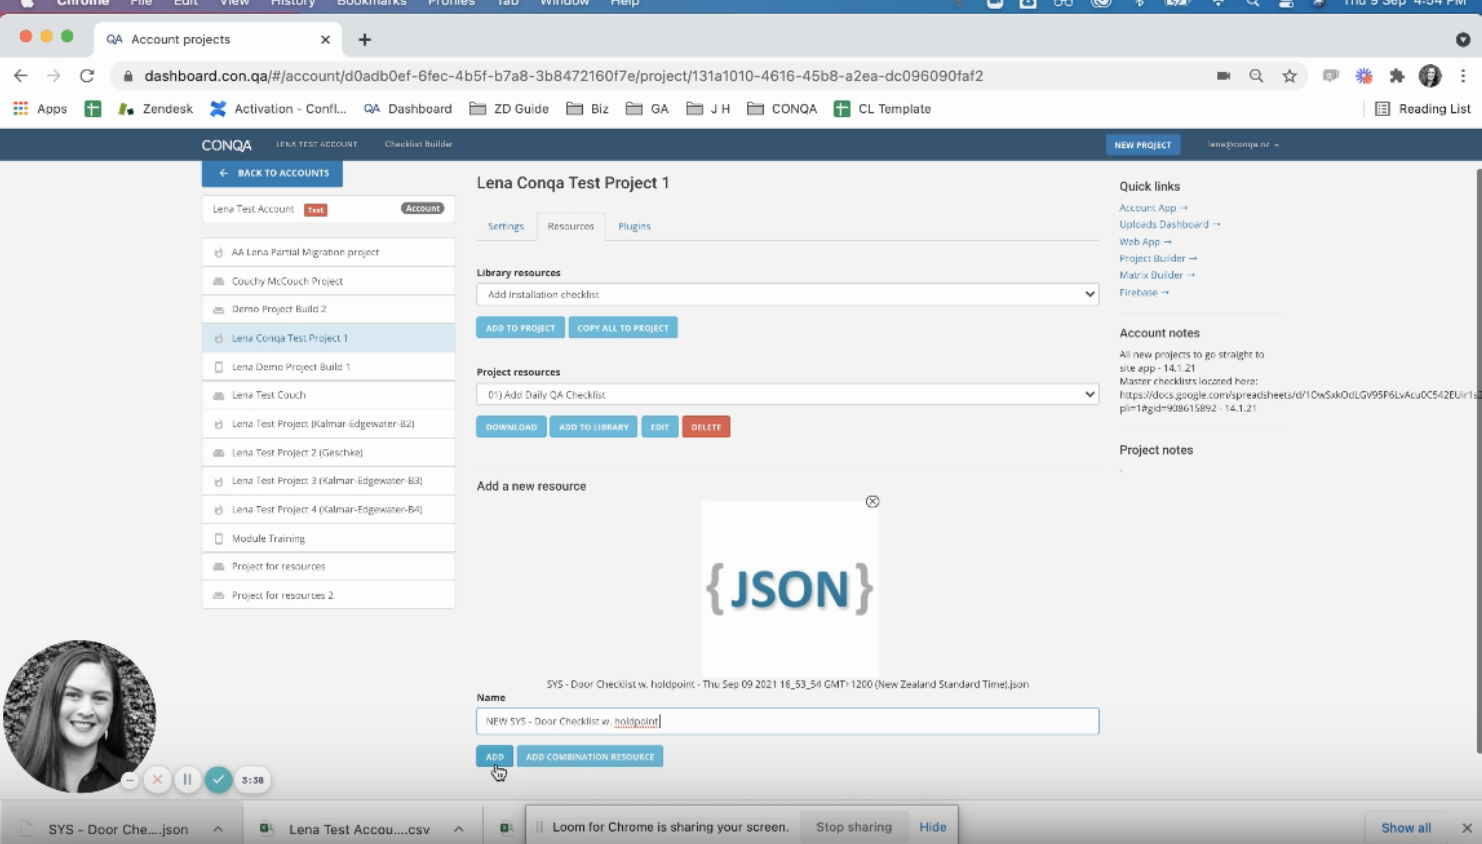 Chrome File Edit View History Bookmarks Profiles Tab Window Help Thu 9 Sep 4:54 PM
QA Account projects
dashboard.con.qa/#/account/d0adb0ef-6fec-4b5f-b7a8-3b8472160f7e/project/131a1010-4616-45b8-a2ea-dc096090faf2
Apps Zendesk Activation - Confl... QA Dashboard ZD Guide Biz GA J H CONQA CL Template Reading List
CONQA LENA TEST ACCOUNT Checklist Builder NEW PROJECT lena@conqa.nz
← BACK TO ACCOUNTS
Lena Test Account Test Account
AA Lena Partial Migration project
Couchy McCouch Project
Demo Project Build 2
Lena Conqa Test Project 1
Lena Demo Project Build 1
Lena Test Couch
Lena Test Project (Kalmar-Edgewater-B2)
Lena Test Project 2 (Geschke)
Lena Test Project 3 (Kalmar-Edgewater-B3)
Lena Test Project 4 (Kalmar-Edgewater-B4)
Module Training
Project for resources
Project for resources 2
Lena Conqa Test Project 1
Settings Resources Plugins
Library resources
Add Installation checklist
ADD TO PROJECT COPY ALL TO PROJECT
Project resources
01) Add Daily QA Checklist
DOWNLOAD ADD TO LIBRARY EDIT DELETE
Add a new resource
{JSON}
SYS - Door Checklist w. holdpoint - Thu Sep 09 2021 16_53_54 GMT+1200 (New Zealand Standard Time).json
Name
NEW SYS - Door Checklist w. holdpoint
ADD ADD COMBINATION RESOURCE
Quick links
Account App →
Uploads Dashboard →
Web App →
Project Builder →
Matrix Builder →
Firebase →
Account notes
All new projects to go straight to
site app - 14.1.21
Master checklists located here:
https://docs.google.com/spreadsheets/d/1OwSxkOdLGV95P6LvAcu0C542EUir1s
pli=1#gid=908615892 - 14.1.21
Project notes
-
3:38
SYS - Door Che....json Lena Test Accou....csv Loom for Chrome is sharing your screen. Stop sharing Hide Show all